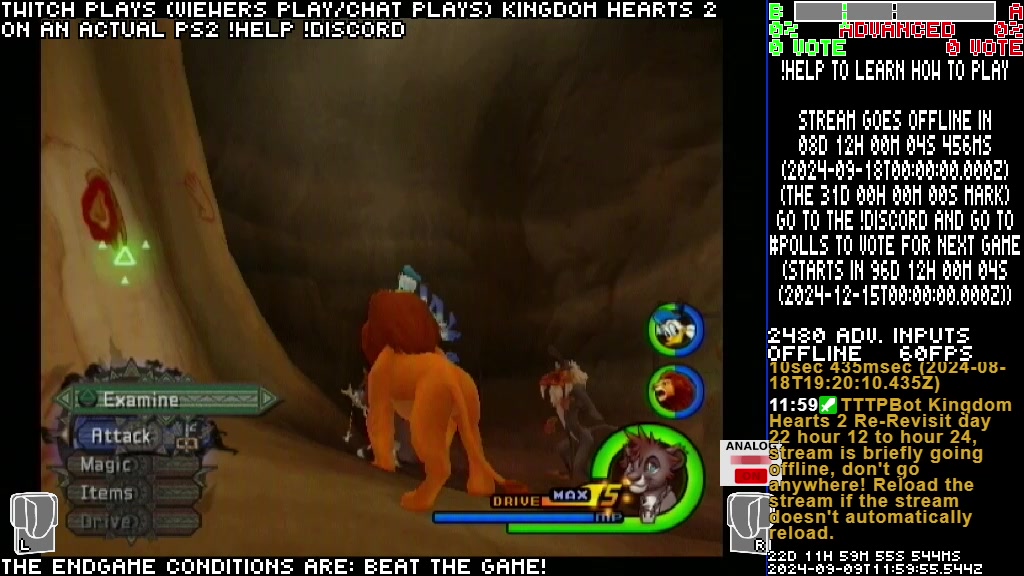 TWITCH PLAYS (VIEWERS PLAY/CHAT PLAYS) KINGDOM HEARTS 2
ON AN ACTUAL PS2 !HELP !DISCORD
B A
0% ADVANCED 0%
0 VOTE 0 VOTE
!HELP TO LEARN HOW TO PLAY
STREAM GOES OFFLINE IN
08D 12H 00M 04S 456MS
(2024-09-18T00:00:00.000Z)
(THE 31D 00H 00M 00S MARK)
GO TO THE !DISCORD AND GO TO
#POLLS TO VOTE FOR NEXT GAME
(STARTS IN 96D 12H 00M 04S
(2024-12-15T00:00:00.000Z))
2480 ADV. INPUTS
OFFLINE 60FPS
10sec 435msec (2024-08-
18T19:20:10.435Z)
11:59 TTTPBot Kingdom
Hearts 2 Re-Revisit day
22 hour 12 to hour 24,
stream is briefly going
offline, don't go
anywhere! Reload the
stream if the stream
doesn't automatically
reload.
22D 11H 59M 55S 544MS
2024-09-09T11:59:55.544Z
Examine
Attack
Magic
Items
Drive
DRIVE MAX 5
MP
ANALOG
L
R
THE ENDGAME CONDITIONS ARE: BEAT THE GAME!